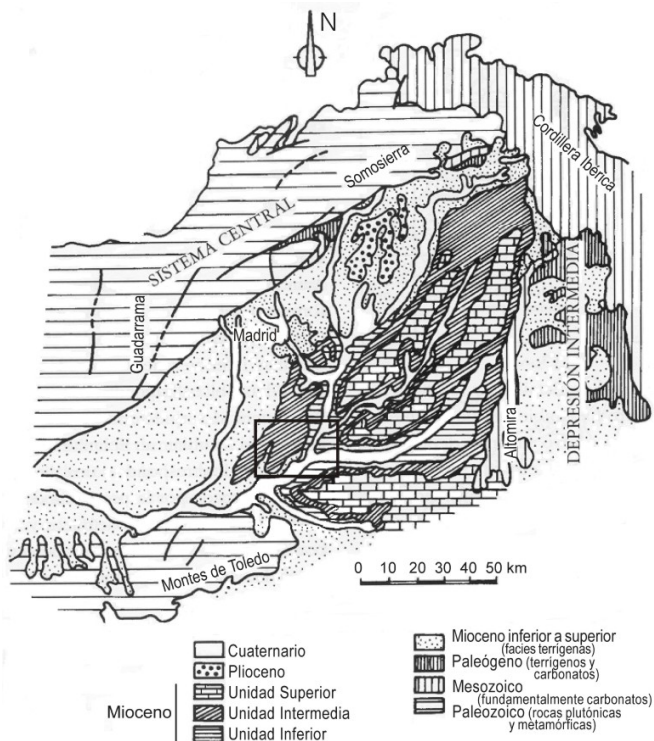 N
Cordillera Ibérica
Somosierra
SISTEMA CENTRAL
Guadarrama
Madrid
DEPRESION INTERMEDIA
Altomira
Montes de Toledo
0 10 20 30 40 50 km
Mioceno
Cuaternario
Plioceno
Unidad Superior
Unidad Intermedia
Unidad Inferior
Mioceno inferior a superior
(facies terrígenas)
Paleógeno (terrígenos y
carbonatos)
Mesozoico
(fundamentalmente carbonatos)
Paleozoico (rocas plutónicas
y metamórficas)